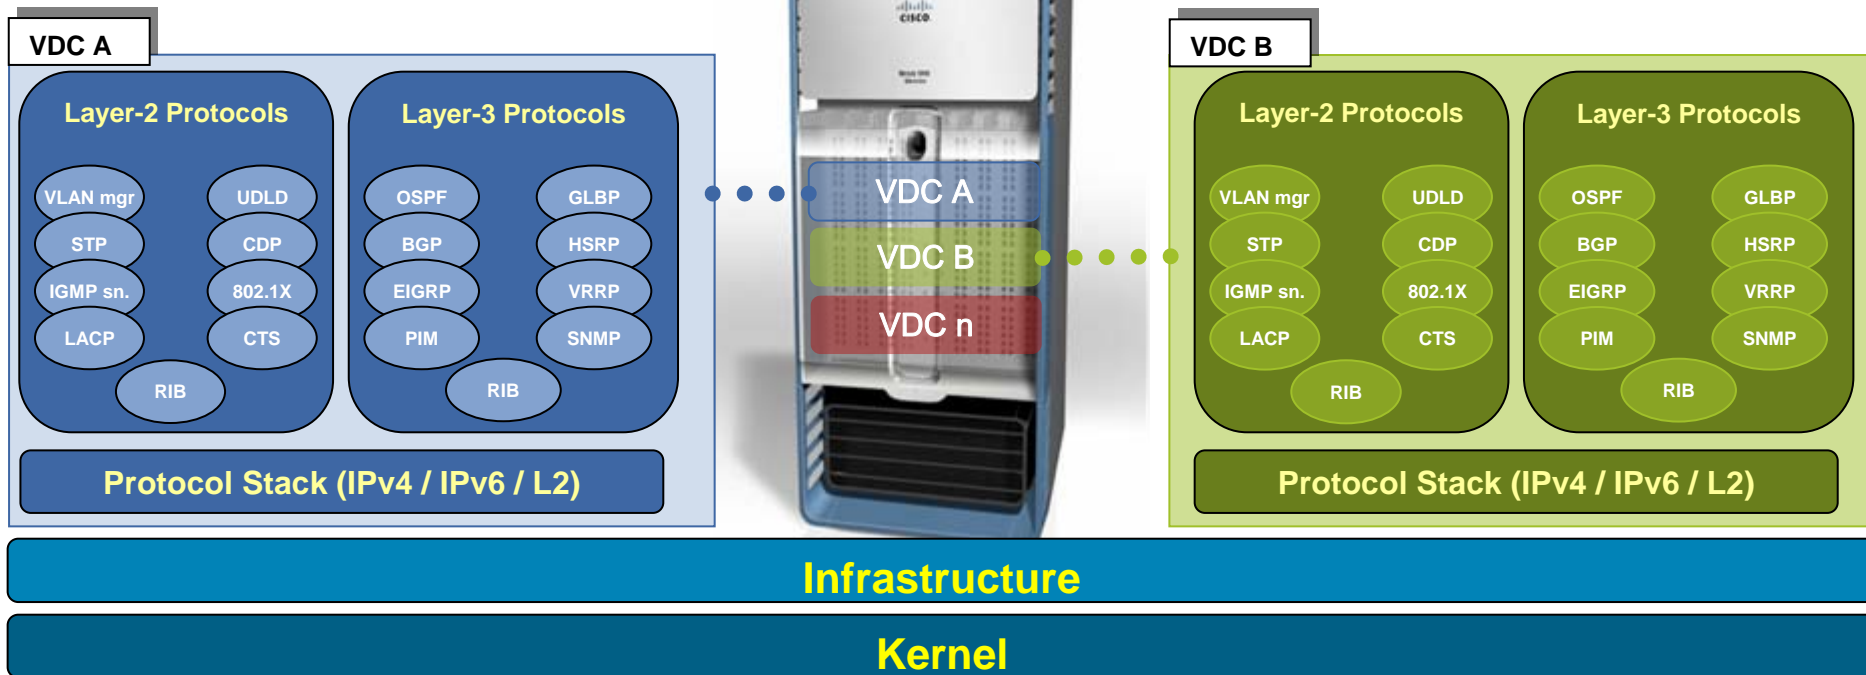 VDC A
Layer-2 Protocols
VLAN mgr
UDLD
STP
CDP
IGMP sn.
802.1X
LACP
CTS
RIB
Layer-3 Protocols
OSPF
GLBP
BGP
HSRP
EIGRP
VRRP
PIM
SNMP
RIB
Protocol Stack (IPv4 / IPv6 / L2)
CISCO
VDC A
VDC B
VDC n
VDC B
Layer-2 Protocols
VLAN mgr
UDLD
STP
CDP
IGMP sn.
802.1X
LACP
CTS
RIB
Layer-3 Protocols
OSPF
GLBP
BGP
HSRP
EIGRP
VRRP
PIM
SNMP
RIB
Protocol Stack (IPv4 / IPv6 / L2)
Infrastructure
Kernel